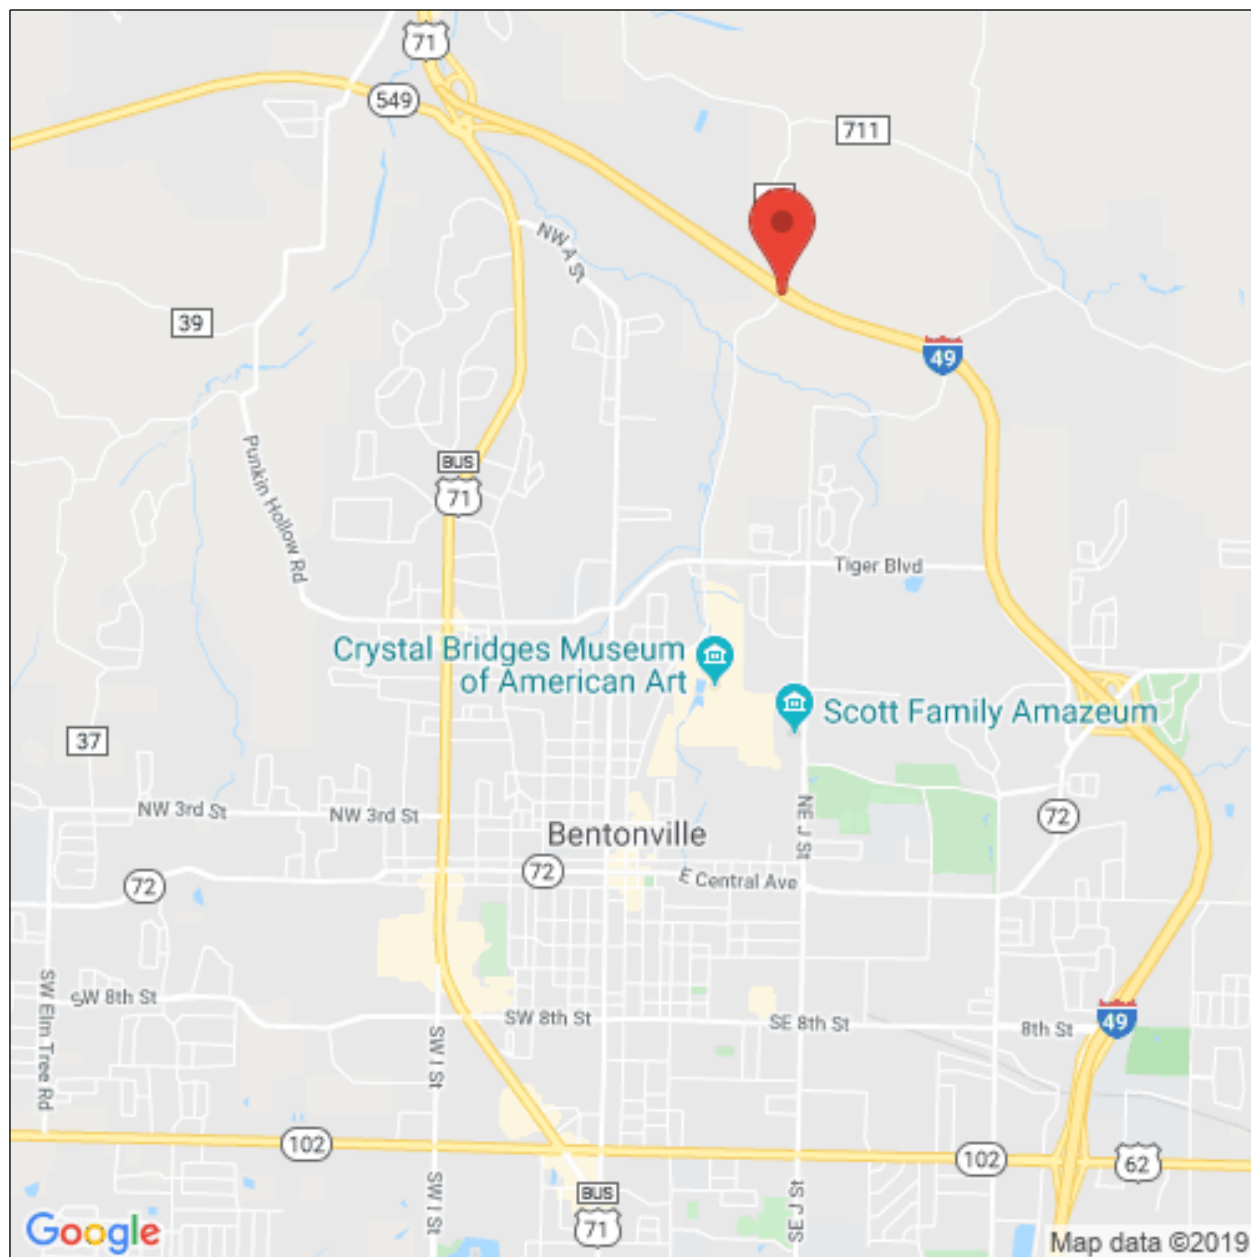 71
549
711
NW A St
39
49
BUS
71
Punkin Hollow Rd
Tiger Blvd
Crystal Bridges Museum
of American Art
Scott Family Amazeum
37
NW 3rd St
NW 3rd St
NE J St
72
Bentonville
72
72
E Central Ave
SW 8th St
SW Elm Tree Rd
SW 8th St
SE 8th St
8th St
49
SW I St
102
102
62
SW I St
BUS
71
SE J St
Google
Map data ©2019